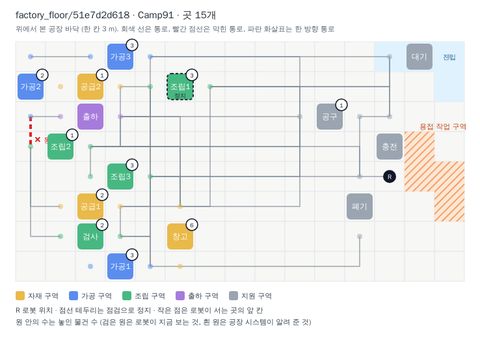 factory_floor/51e7d2d618 · Camp91 · 곳 15개
위에서 본 공장 바닥 (한 칸 3 m). 회색 선은 통로, 빨간 점선은 막힌 통로, 파란 화살표는 한 방향 통로
가공3 3
조립1 3
대기
진입
가공2 2
공급2 1
출하
공구 1
용접 작업 구역
조립2 1
충전
조립3 3
R
공급1 2
폐기
검사 2
창고 6
가공1 3
자재 구역 가공 구역 조립 구역 출하 구역 지원 구역
R 로봇 위치 · 점선 테두리는 점검으로 정지 · 작은 점은 로봇이 서는 곳의 앞 칸
원 안의 수는 놓인 물건 수 (검은 원은 로봇이 지금 보는 것, 흰 원은 공장 시스템이 알려 준 것)